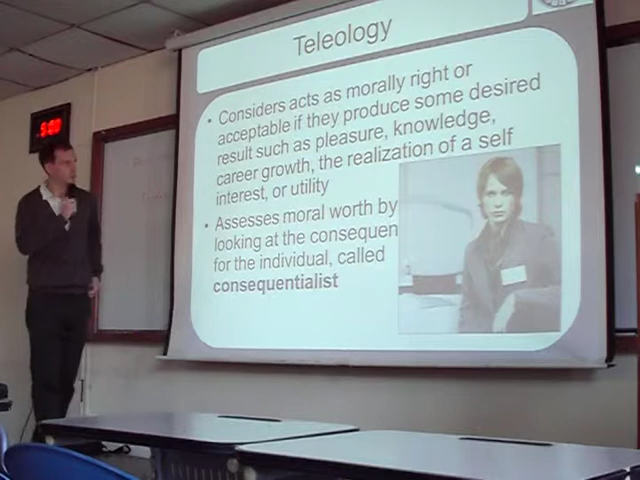 Teleology
• Considers acts as morally right or
acceptable if they produce some desired
result such as pleasure, knowledge,
career growth, the realization of a self
interest, or utility
• Assesses moral worth by
looking at the consequen
for the individual, called
consequentialist